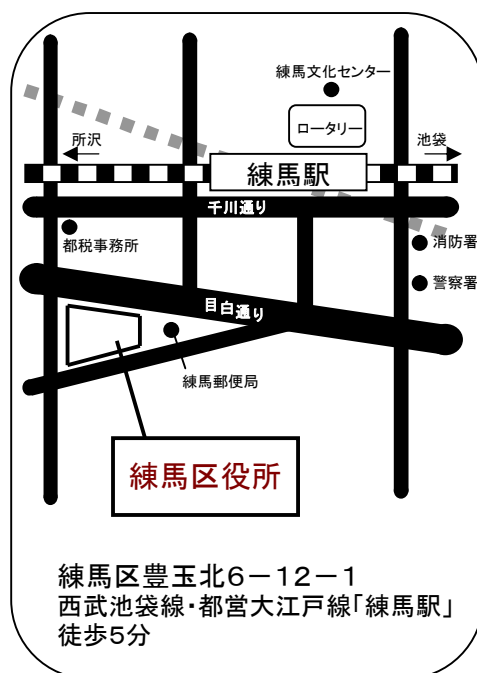 練馬文化センター
ロータリー
所沢
池袋
練馬駅
千川通り
都税事務所
消防署
警察署
目白通り
練馬郵便局
練馬区役所
練馬区豊玉北6－12－1
西武池袋線・都営大江戸線「練馬駅」
徒歩5分